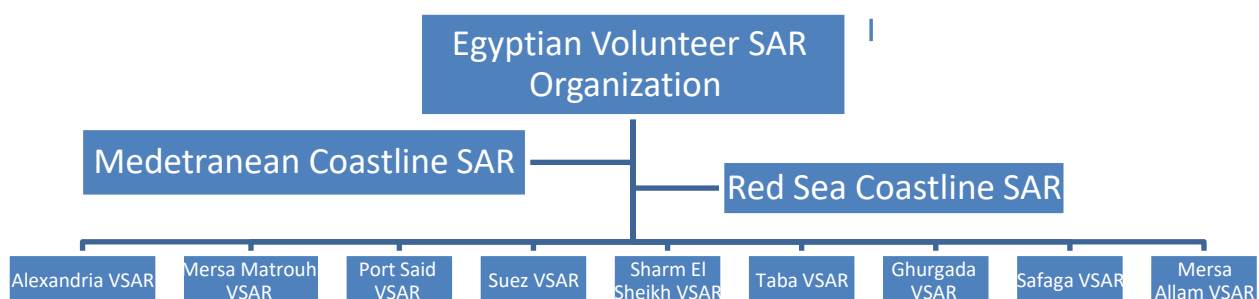 Egyptian Volunteer SAR
Organization
Medetranean Coastline SAR
Red Sea Coastline SAR
Alexandria VSAR
Mersa Matrouh
VSAR
Port Said
VSAR
Suez VSAR
Sharm El
Sheikh VSAR
Taba VSAR
Ghurgada
VSAR
Safaga VSAR
Mersa
Allam VSAR